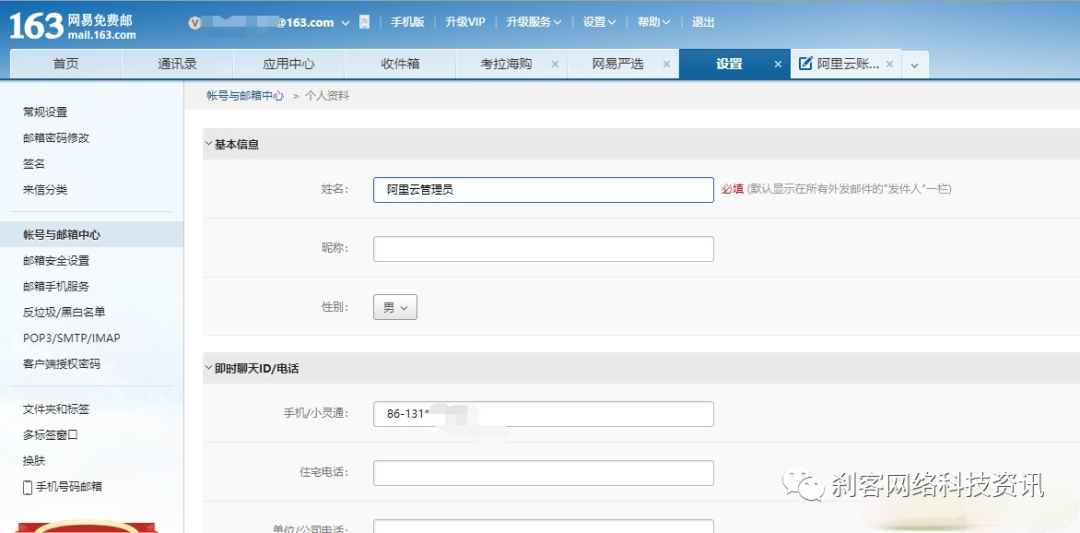 163 网易免费邮
mail.163.com
V @163.com 手机版 升级VIP 升级服务 设置 帮助 退出
首页 通讯录 应用中心 收件箱 考拉海购 × 网易严选 × 设置 × 阿里云账... ×
常规设置
邮箱密码修改
签名
来信分类
帐号与邮箱中心
邮箱安全设置
邮箱手机服务
反垃圾/黑白名单
POP3/SMTP/IMAP
客户端授权密码
文件夹和标签
多标签窗口
换肤
手机号码邮箱
帐号与邮箱中心 > 个人资料
基本信息
姓名: 阿里云管理员 必填 (默认显示在所有外发邮件的"发件人"一栏)
昵称:
性别: 男
即时聊天ID/电话
手机/小灵通: 86-131*
住宅电话:
单位/公司电话:
刹客网络科技资讯